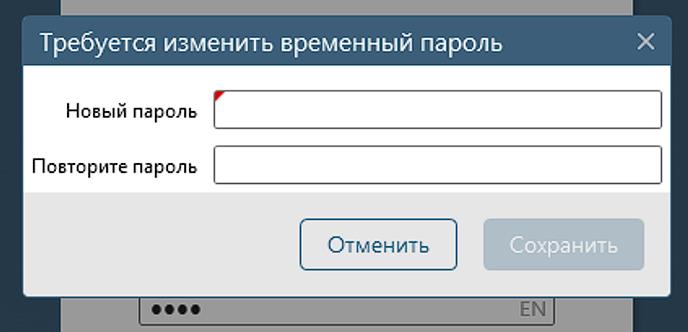 Требуется изменить временный пароль
Новый пароль
Повторите пароль
Отменить
Сохранить
EN